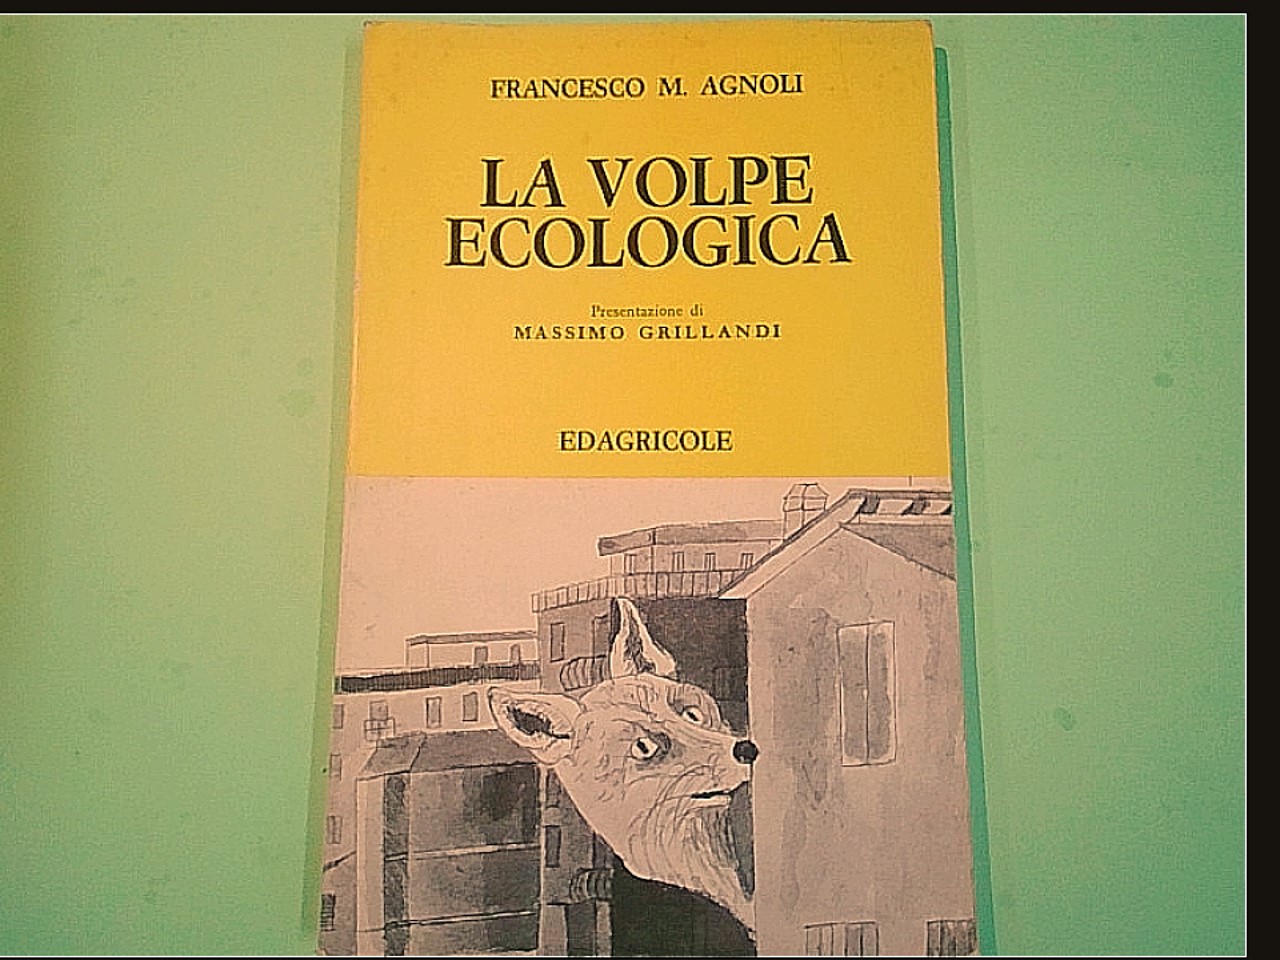 FRANCESCO M. AGNOLI
LA VOLPE
ECOLOGICA
Presentazione di
MASSIMO GRILLANDI
EDAGRICOLE